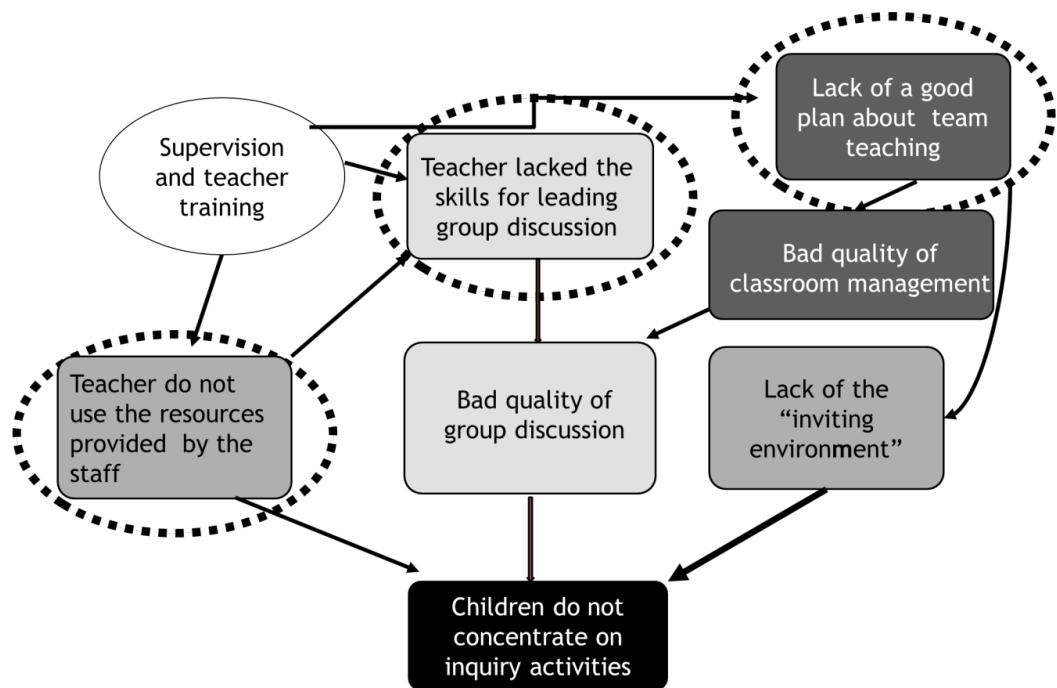 Supervision
and teacher
training
Teacher lacked the
skills for leading
group discussion
Lack of a good
plan about team
teaching
Bad quality of
classroom management
Teacher do not
use the resources
provided by the
staff
Bad quality of
group discussion
Lack of the
“inviting
environment”
Children do not
concentrate on
inquiry activities